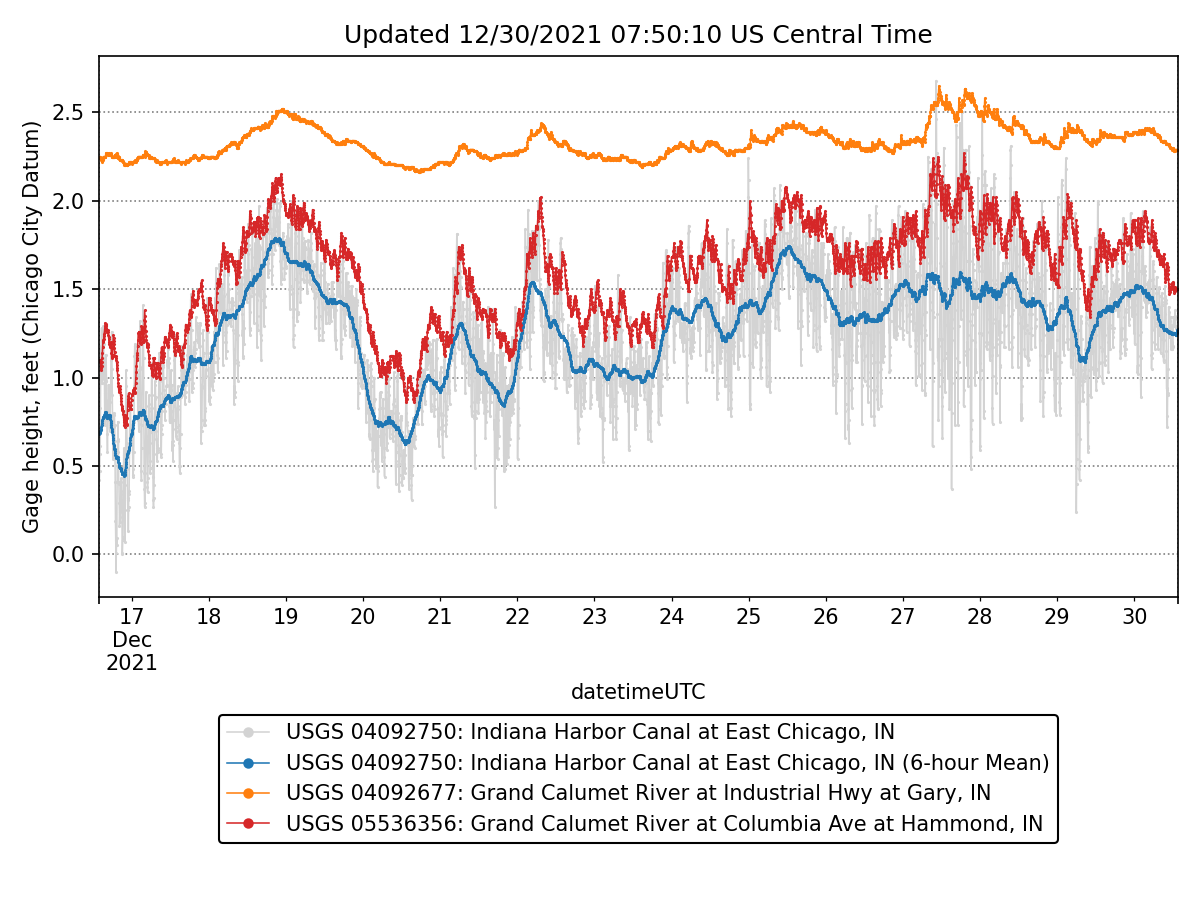 Updated 12/30/2021 07:50:10 US Central Time
Gage height, feet (Chicago City Datum)
2.5
2.0
1.5
1.0
0.5
0.0
17 18 19 20 21 22 23 24 25 26 27 28 29 30
Dec
2021
datetimeUTC
USGS 04092750: Indiana Harbor Canal at East Chicago, IN
USGS 04092750: Indiana Harbor Canal at East Chicago, IN (6-hour Mean)
USGS 04092677: Grand Calumet River at Industrial Hwy at Gary, IN
USGS 05536356: Grand Calumet River at Columbia Ave at Hammond, IN